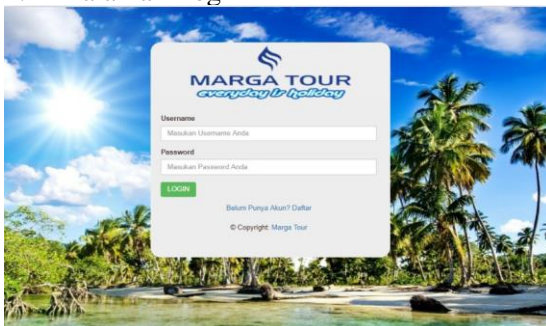 MARGA TOUR
everyday is holiday
Username
Masukan Username Anda
Password
Masukan Password Anda
LOGIN
Belum Punya Akun? Daftar
© Copyright: Marga Tour